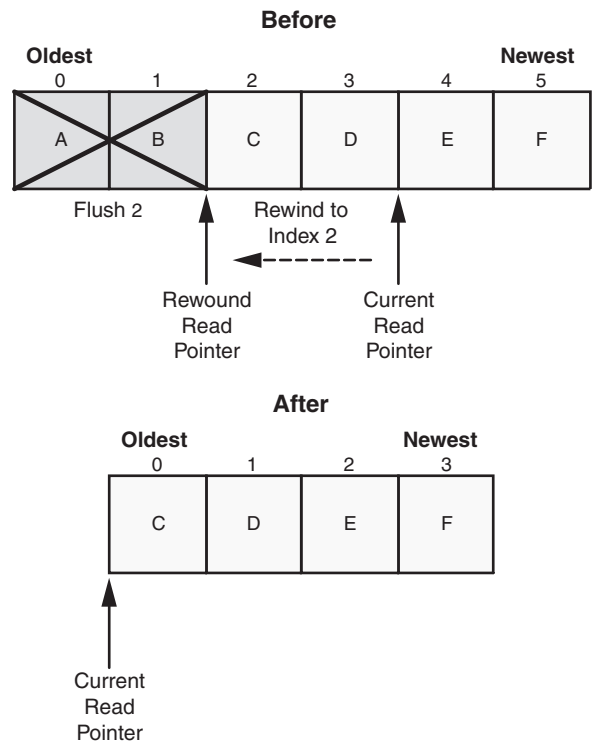 Before
Oldest Newest
0 1 2 3 4 5
A B C D E F
Flush 2 Rewind to
Index 2
Rewound Current
Read Read
Pointer Pointer
After
Oldest Newest
0 1 2 3
C D E F
Current
Read
Pointer